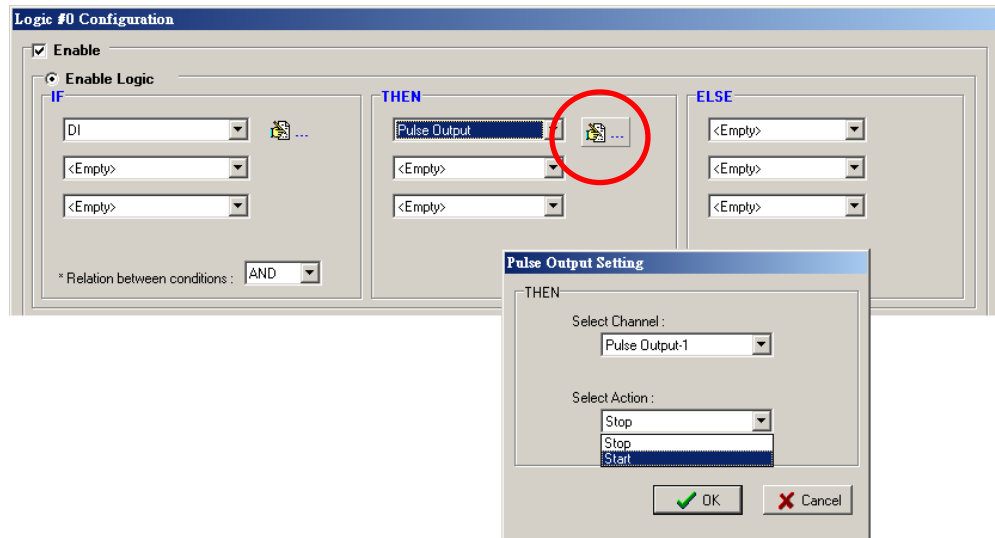 Logic #0 Configuration
Enable
Enable Logic
IF
DI
...
<Empty>
<Empty>
* Relation between conditions : AND
THEN
Pulse Output
...
<Empty>
<Empty>
ELSE
<Empty>
<Empty>
<Empty>
Pulse Output Setting
THEN
Select Channel :
Pulse Output-1
Select Action :
Stop
Stop
Start
OK
Cancel